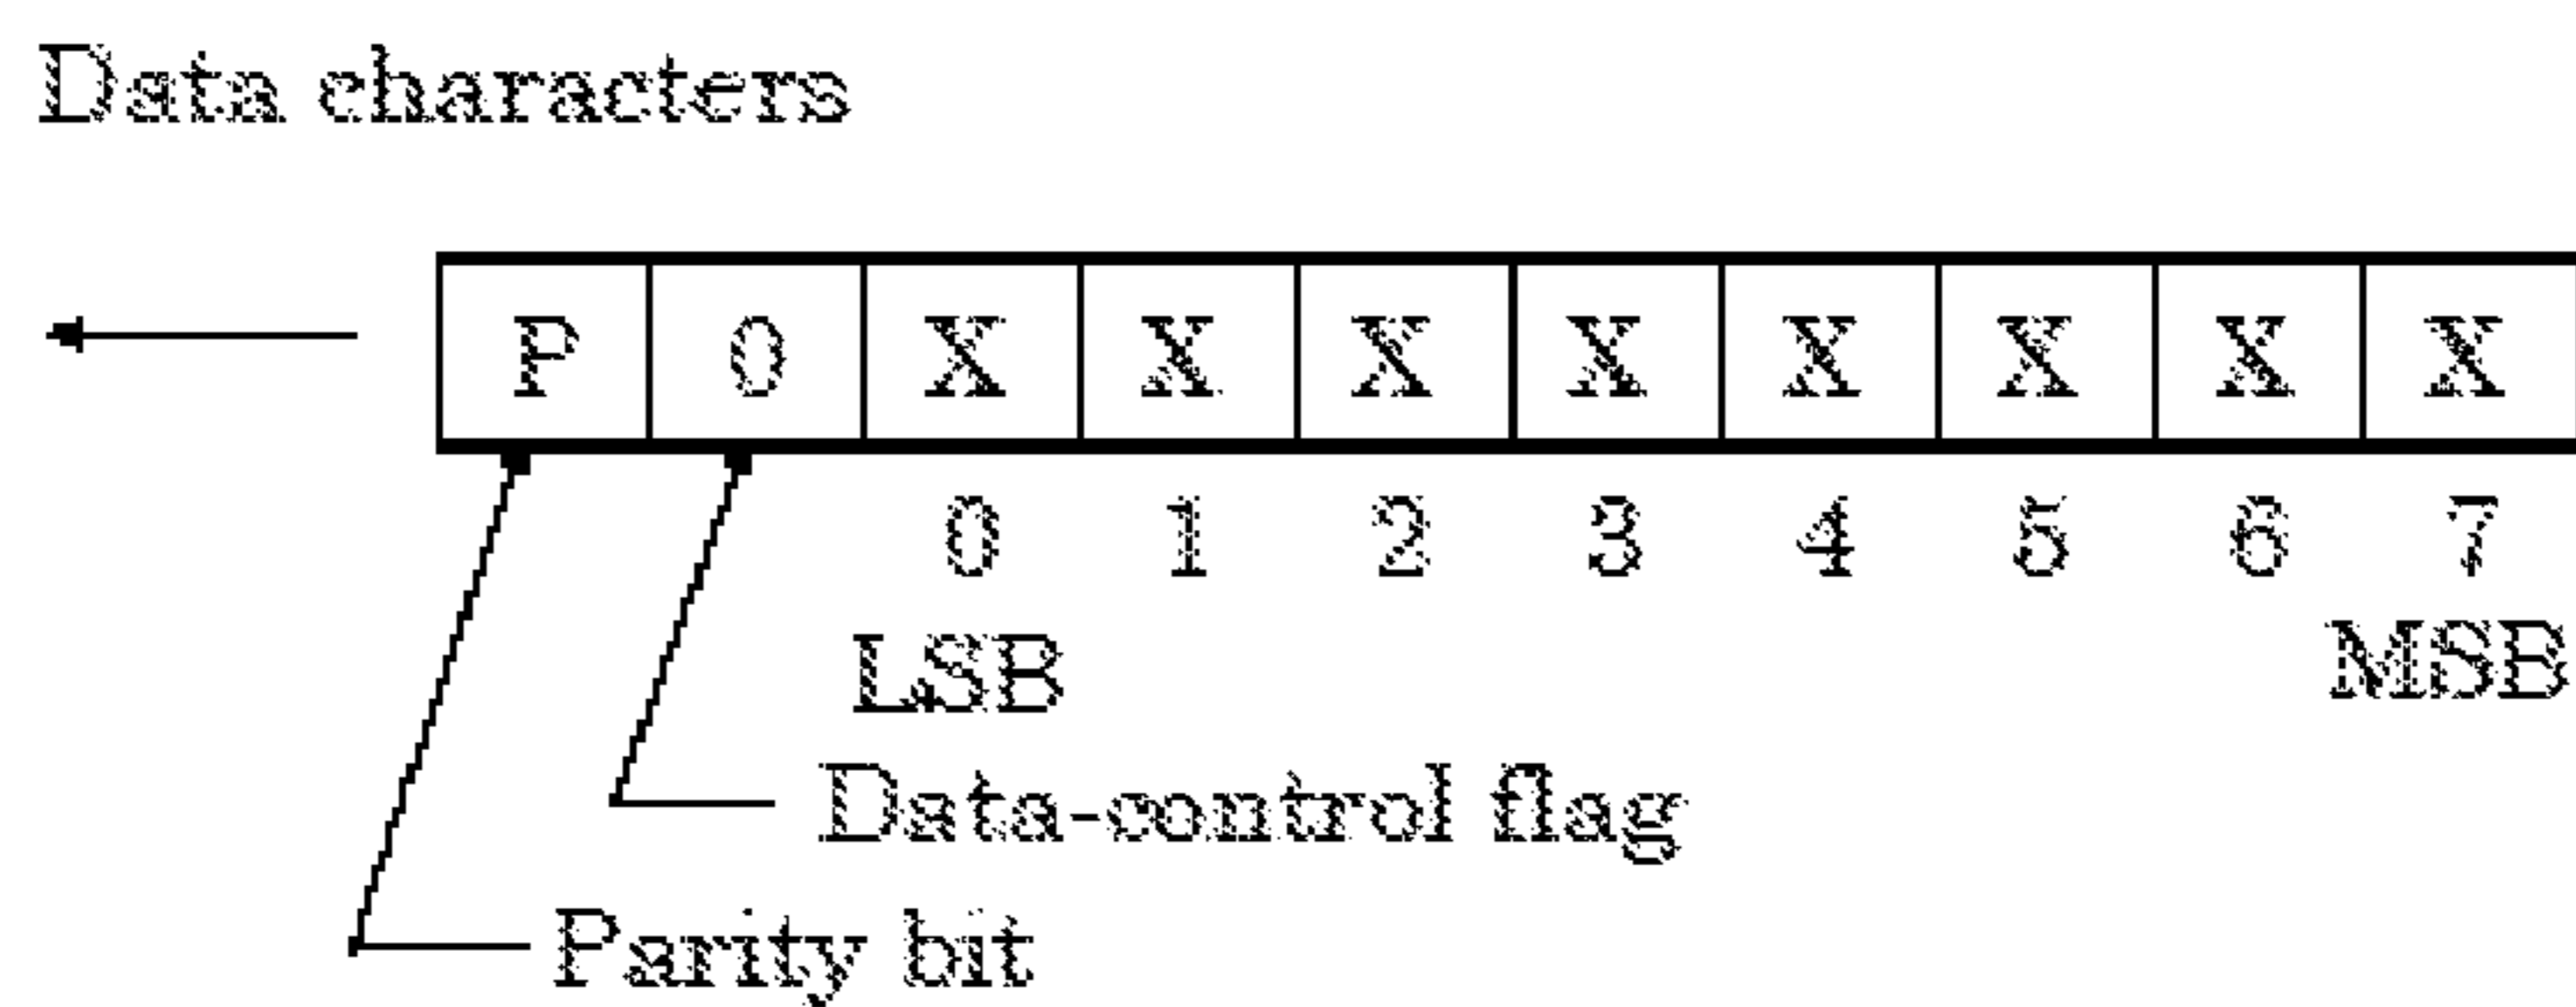 Data characters
P 0 X X X X X X X X
0 1 2 3 4 5 6 7
LSB MSB
Data-control flag
Parity bit